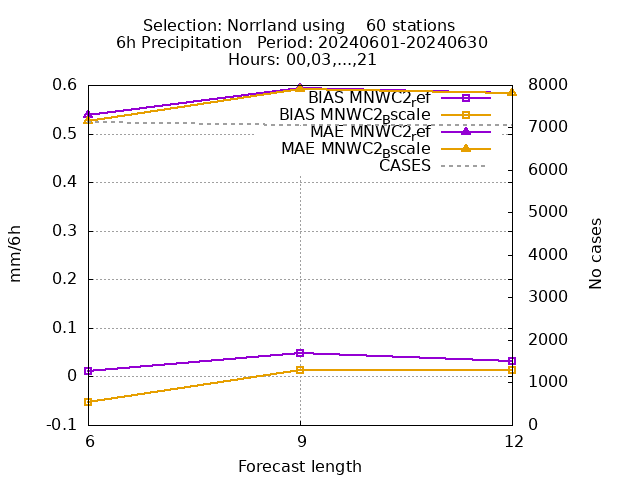 Selection: Norrland using 60 stations
6h Precipitation Period: 20240601-20240630
Hours: 00,03,...,21
0.6
0.5
0.4
0.3
0.2
0.1
0
-0.1
8000
7000
6000
5000
4000
3000
2000
1000
0
BIAS MNWC2_ref
BIAS MNWC2_Bscale
MAE MNWC2_ref
MAE MNWC2_Bscale
CASES
mm/6h
No cases
6
9
12
Forecast length